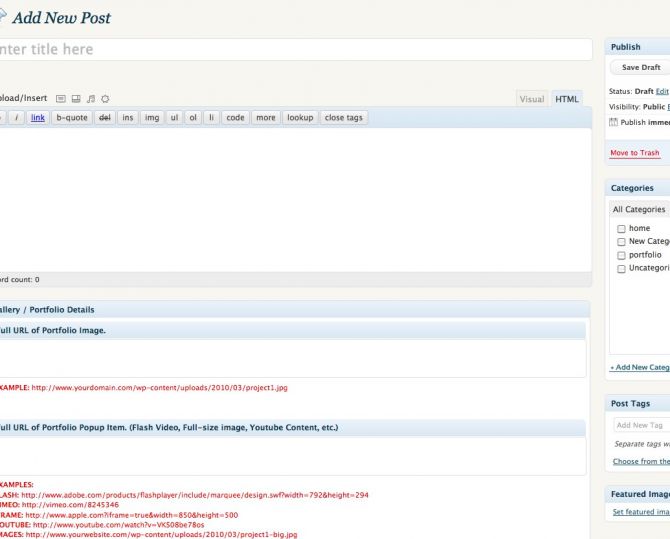 Add New Post
nter title here
pload/Insert
Visual
HTML
i
link
b-quote
del
ins
img
ul
ol
li
code
more
lookup
close tags
ord count: 0
allery / Portfolio Details
ull URL of Portfolio Image.
XAMPLE: http://www.yourdomain.com/wp-content/uploads/2010/03/project1.jpg
ull URL of Portfolio Popup Item. (Flash Video, Full-size image, Youtube Content, etc.)
XAMPLES:
LASH: http://www.adobe.com/products/flashplayer/include/marquee/design.swf?width=792&height=294
IMEO: http://vimeo.com/8245346
FRAME: http://www.apple.com?iframe=true&width=850&height=500
OUTUBE: http://www.youtube.com/watch?v=VKS08be78os
MAGES: http://www.yourwebsite.com/wp-content/uploads/2010/03/project1-big.jpg
Publish
Save Draft
Status: Draft Edit
Visibility: Public E
Publish imme
Move to Trash
Categories
All Categories
home
New Categ
portfolio
Uncategori
+ Add New Categ
Post Tags
Add New Tag
Separate tags w
Choose from the
Featured Imag
Set featured ima